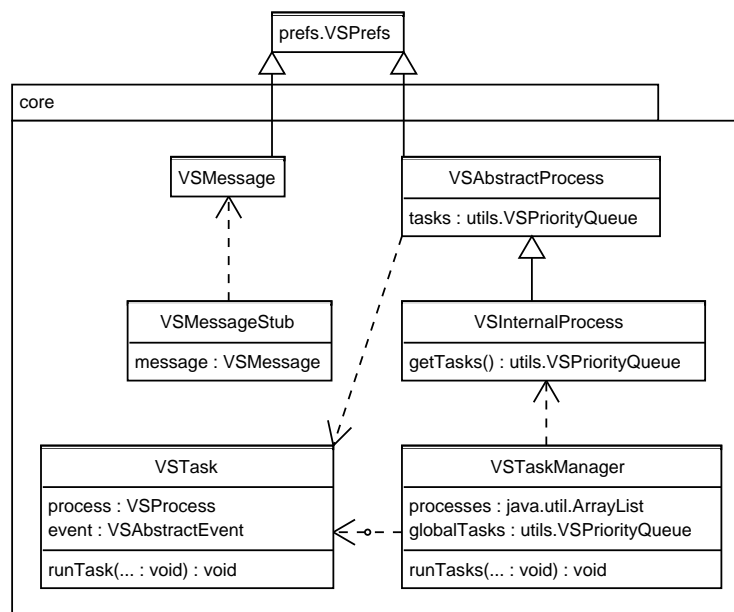 prefs.VSPrefs
core
VSMessage
VSAbstractProcess
tasks : utils.VSPriorityQueue
VSMessageStub
message : VSMessage
VSInternalProcess
getTasks() : utils.VSPriorityQueue
VSTask
process : VSProcess
event : VSAbstractEvent
runTask(... : void) : void
VSTaskManager
processes : java.util.ArrayList
globalTasks : utils.VSPriorityQueue
runTasks(... : void) : void